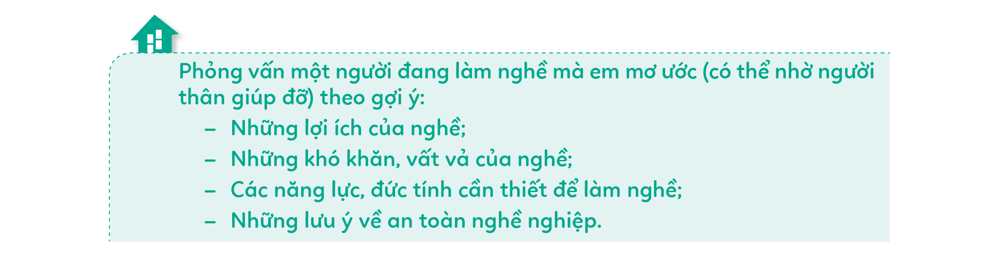 Phỏng vấn một người đang làm nghề mà em mơ ước (có thể nhờ người
thân giúp đỡ) theo gợi ý:
– Những lợi ích của nghề;
– Những khó khăn, vất vả của nghề;
– Các năng lực, đức tính cần thiết để làm nghề;
– Những lưu ý về an toàn nghề nghiệp.